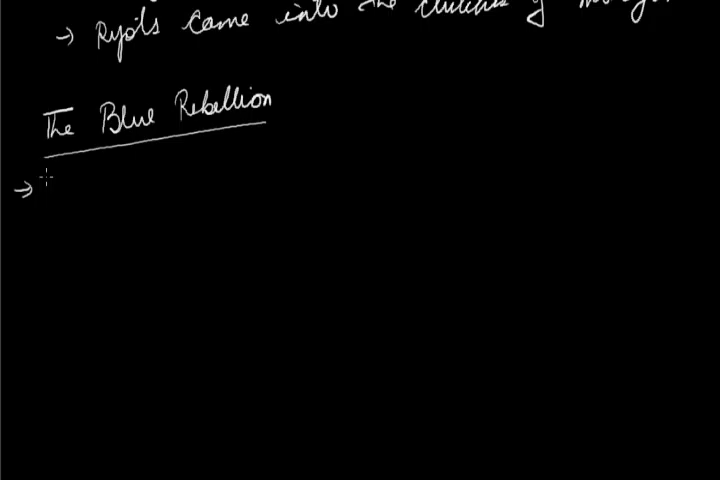 → Ryots came into the clutches of
The Blue Rebellion
→